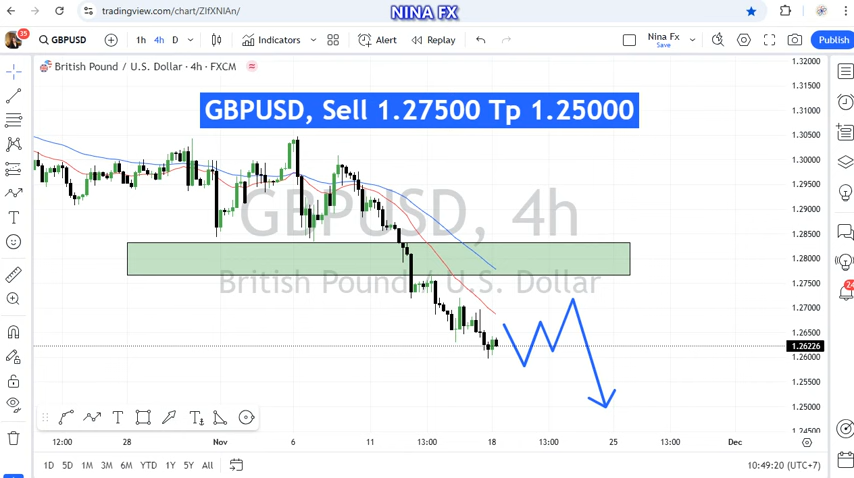 tradingview.com/chart/ZIfXNIAn/
NINA FX
35
GBPUSD
1h 4h D
Indicators
Alert
Replay
Nina Fx
Save
Publish
British Pound / U.S. Dollar · 4h · FXCM
GBPUSD, Sell 1.27500 Tp 1.25000
GBPUSD, 4h
British Pound / U.S. Dollar
1.32000
1.31500
1.31000
1.30500
1.30000
1.29500
1.29000
1.28500
1.28000
1.27500
1.27000
1.26500
1.26226
1.26000
1.25500
1.25000
1.24500
24
12:00 28 Nov 6 11 13:00 18 13:00 25 13:00 Dec
1D 5D 1M 3M 6M YTD 1Y 5Y All
10:49:20 (UTC+7)